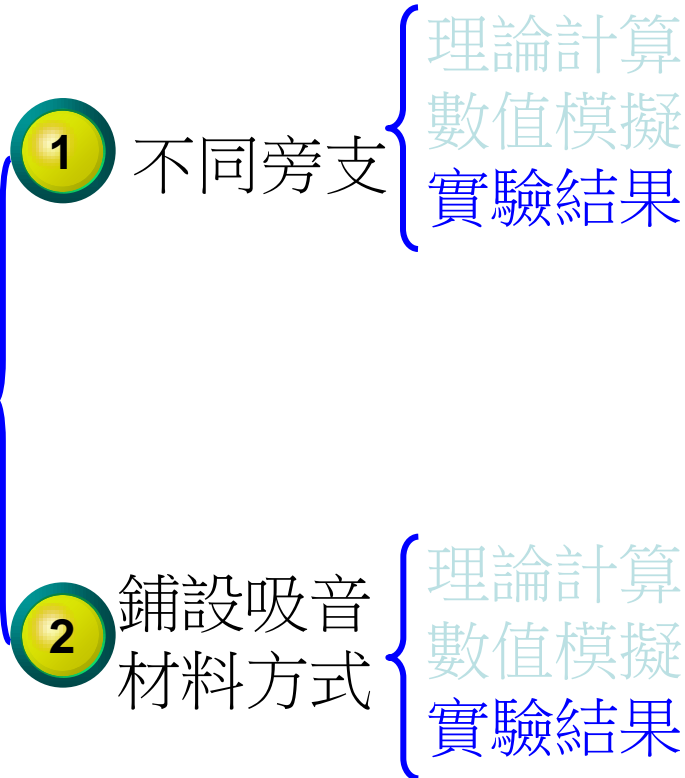 理論計算
數值模擬
1 不同旁支
實驗結果
理論計算
鋪設吸音
數值模擬
2
材料方式
實驗結果